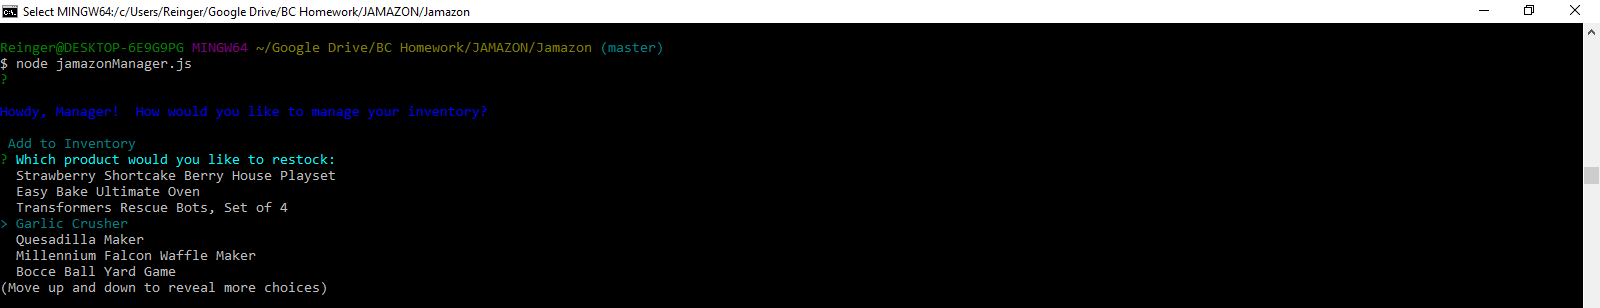 Select MINGW64:/c/Users/Reinger/Google Drive/BC Homework/JAMAZON/Jamazon
Reinger@DESKTOP-6E9G9PG MINGW64 ~/Google Drive/BC Homework/JAMAZON/Jamazon (master)
$ node jamazonManager.js
?
Howdy, Manager!  How would you like to manage your inventory?
Add to Inventory
? Which product would you like to restock:
Strawberry Shortcake Berry House Playset
Easy Bake Ultimate Oven
Transformers Rescue Bots, Set of 4
> Garlic Crusher
Quesadilla Maker
Millennium Falcon Waffle Maker
Bocce Ball Yard Game
(Move up and down to reveal more choices)